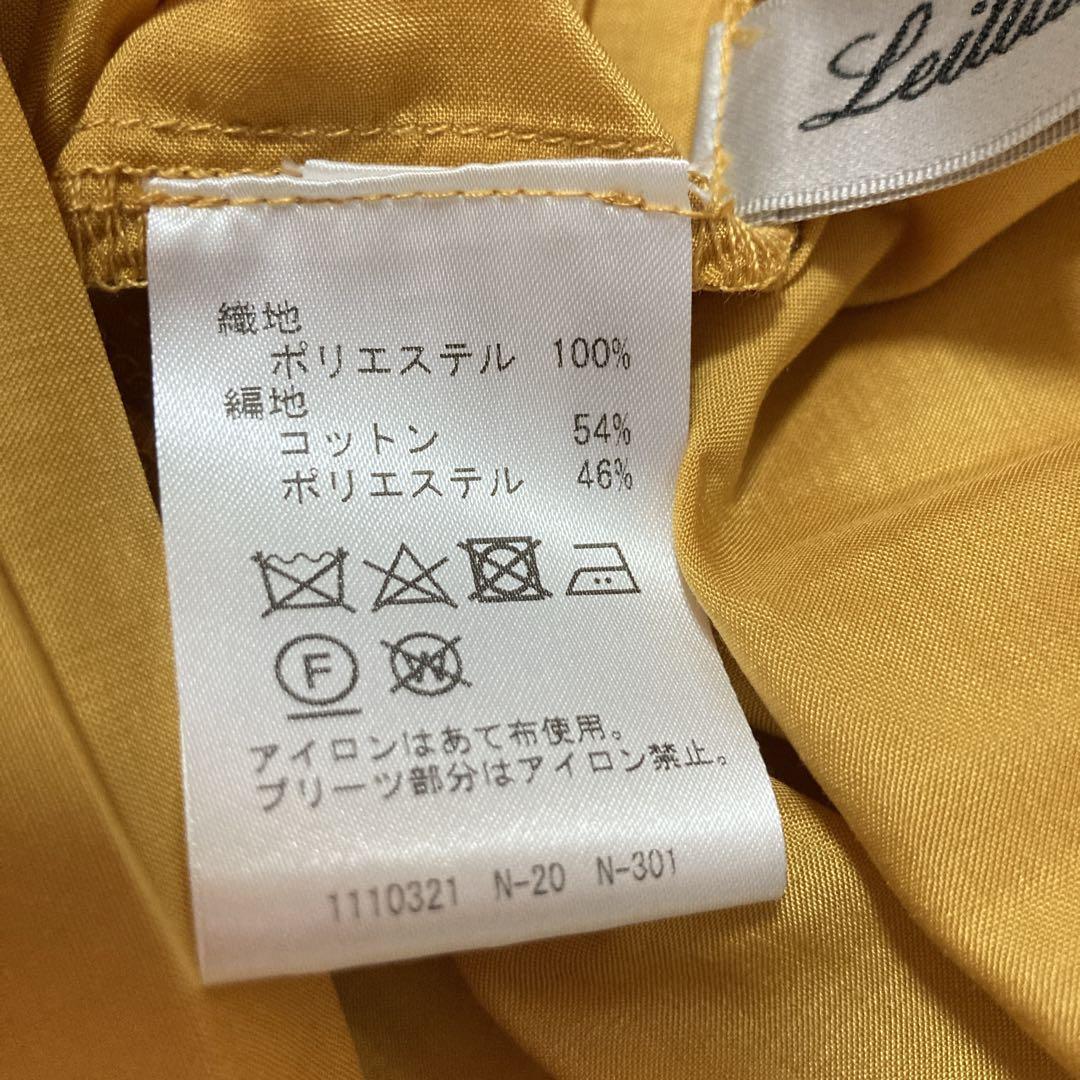 織地
ポリエステル 100%
編地
コットン 54%
ポリエステル 46%
F
W
アイロンはあて布使用。
プリーツ部分はアイロン禁止。
1110321 N-20 N-301